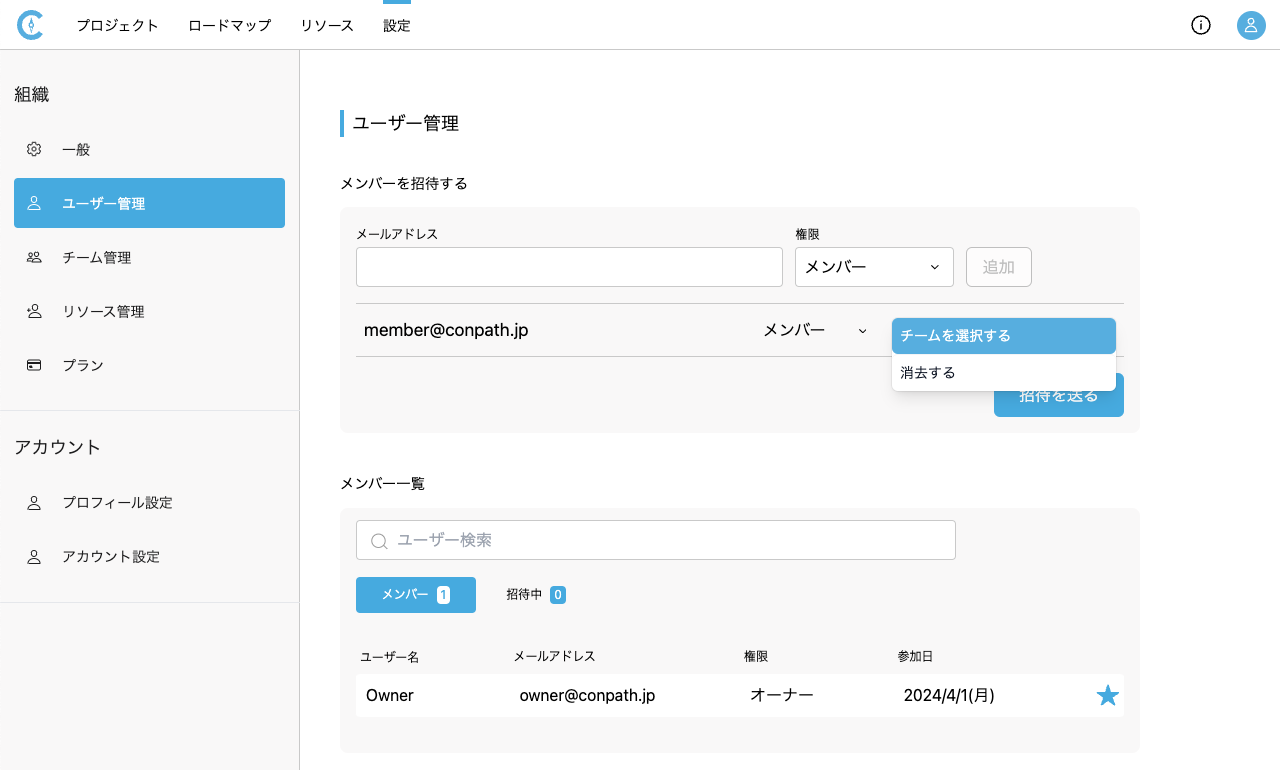 プロジェクト ロードマップ リソース 設定
組織
一般
ユーザー管理
チーム管理
リソース管理
プラン
アカウント
プロフィール設定
アカウント設定
ユーザー管理
メンバーを招待する
メールアドレス 権限
メンバー 追加
member@conpath.jp メンバー
チームを選択する
消去する
招待を送る
メンバー一覧
ユーザー検索
メンバー 1 招待中 0
ユーザー名 メールアドレス 権限 参加日
Owner owner@conpath.jp オーナー 2024/4/1(月)